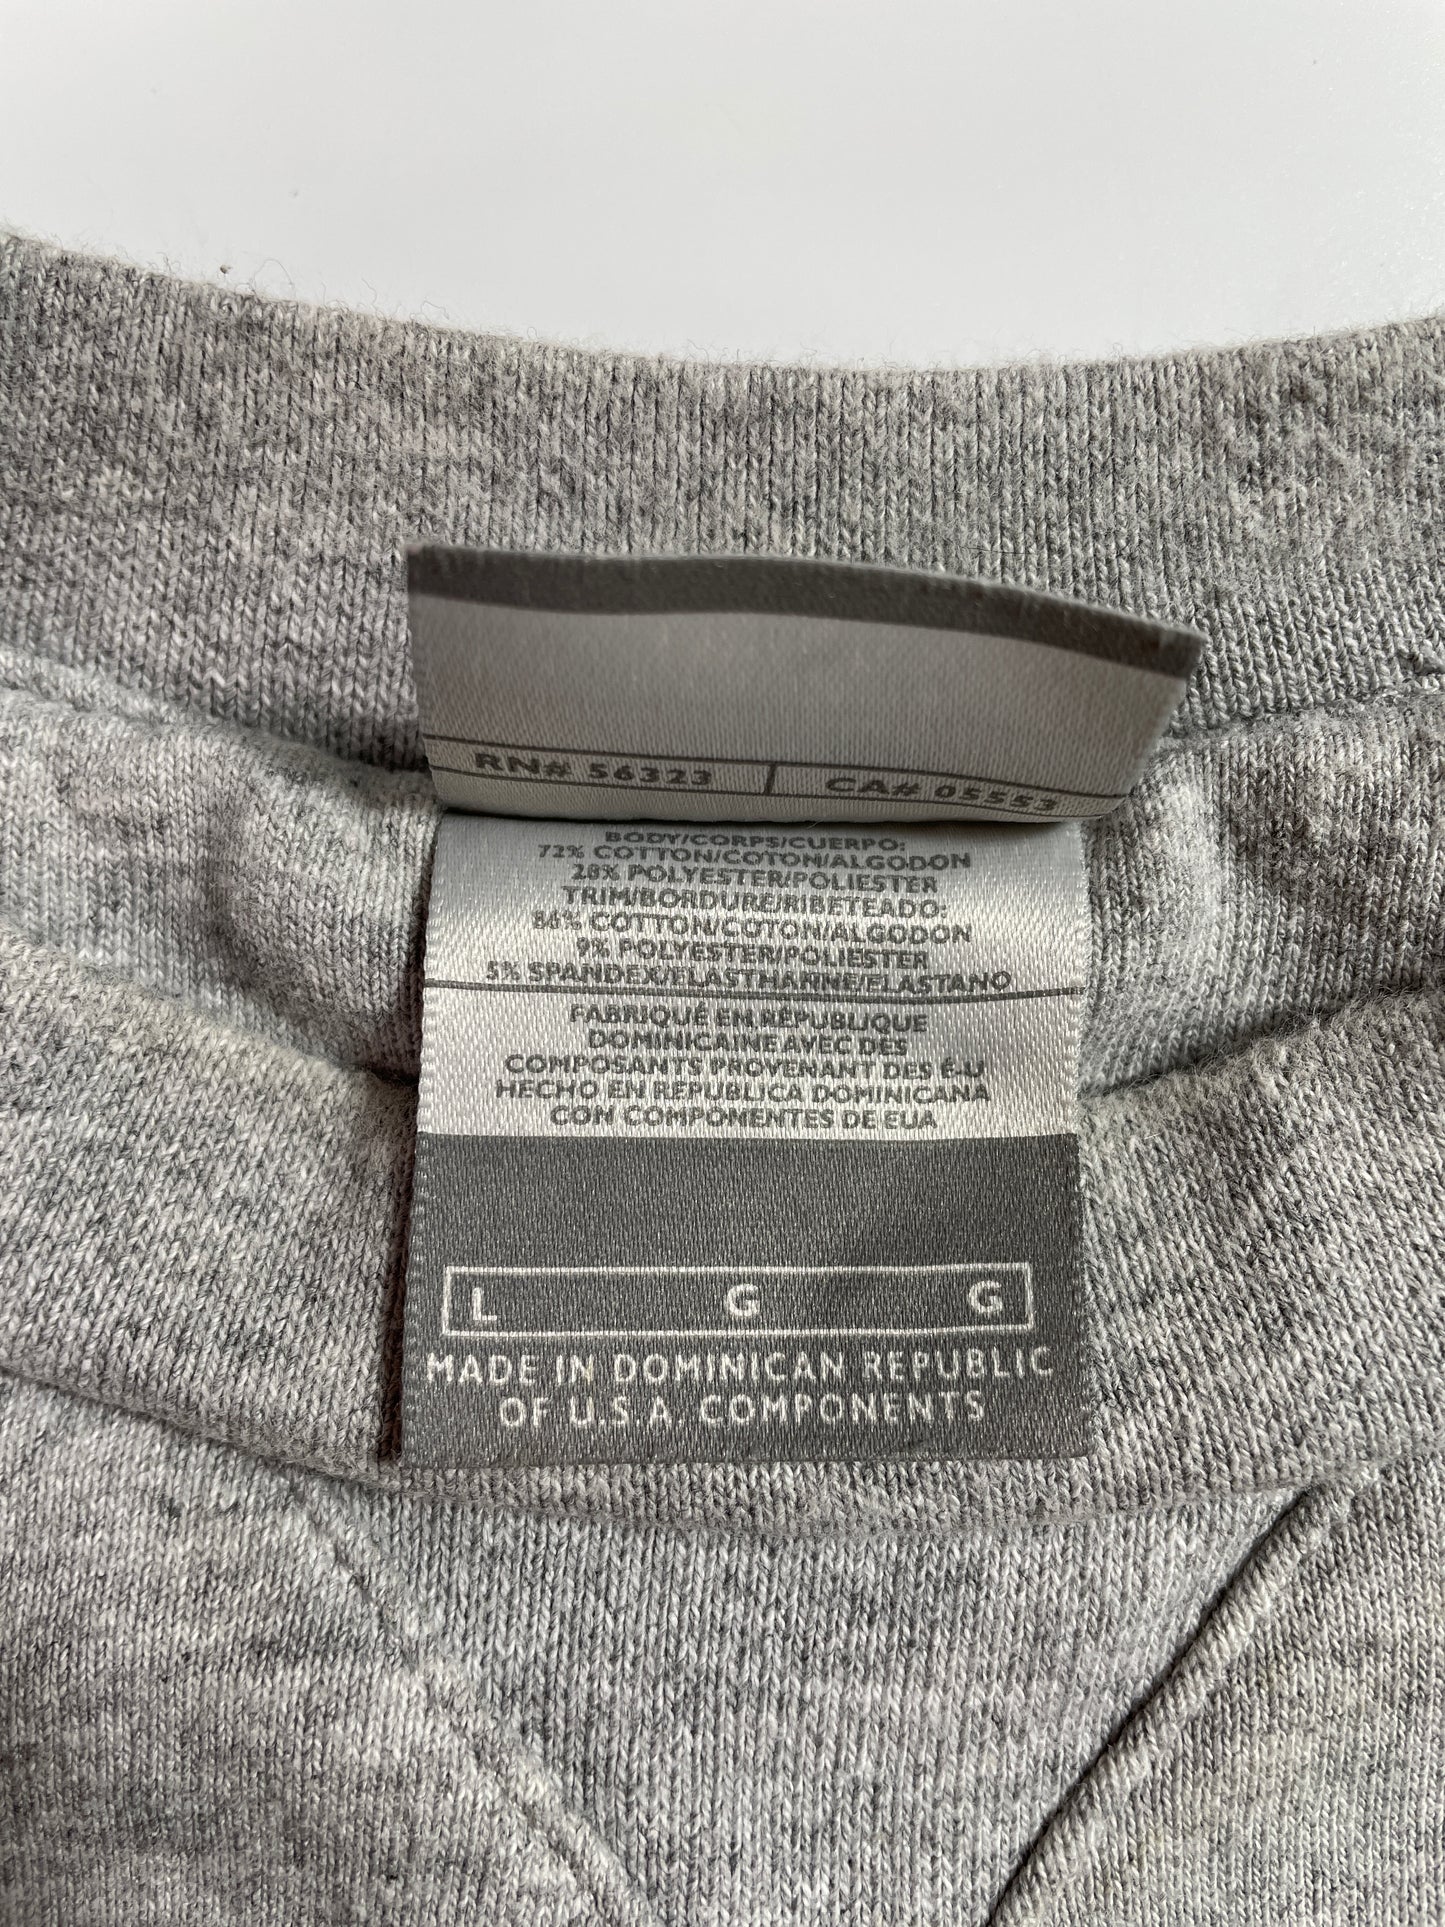 RN# 56323 CA# 05553
BODY/CORPS/CUERPO:
72% COTTON/COTON/ALGODON
28% POLYESTER/POLIESTER
TRIM/BORDURE/RIBETEADO:
86% COTTON/COTON/ALGODON
9% POLYESTER/POLIESTER
5% SPANDEX/ELASTHANNE/ELASTANO
FABRIQUÉ EN RÉPUBLIQUE
DOMINICAINE AVEC DES
COMPOSANTS PROVENANT DES É-U
HECHO EN REPUBLICA DOMINICANA
CON COMPONENTES DE EUA
L G G
MADE IN DOMINICAN REPUBLIC
OF U.S.A. COMPONENTS